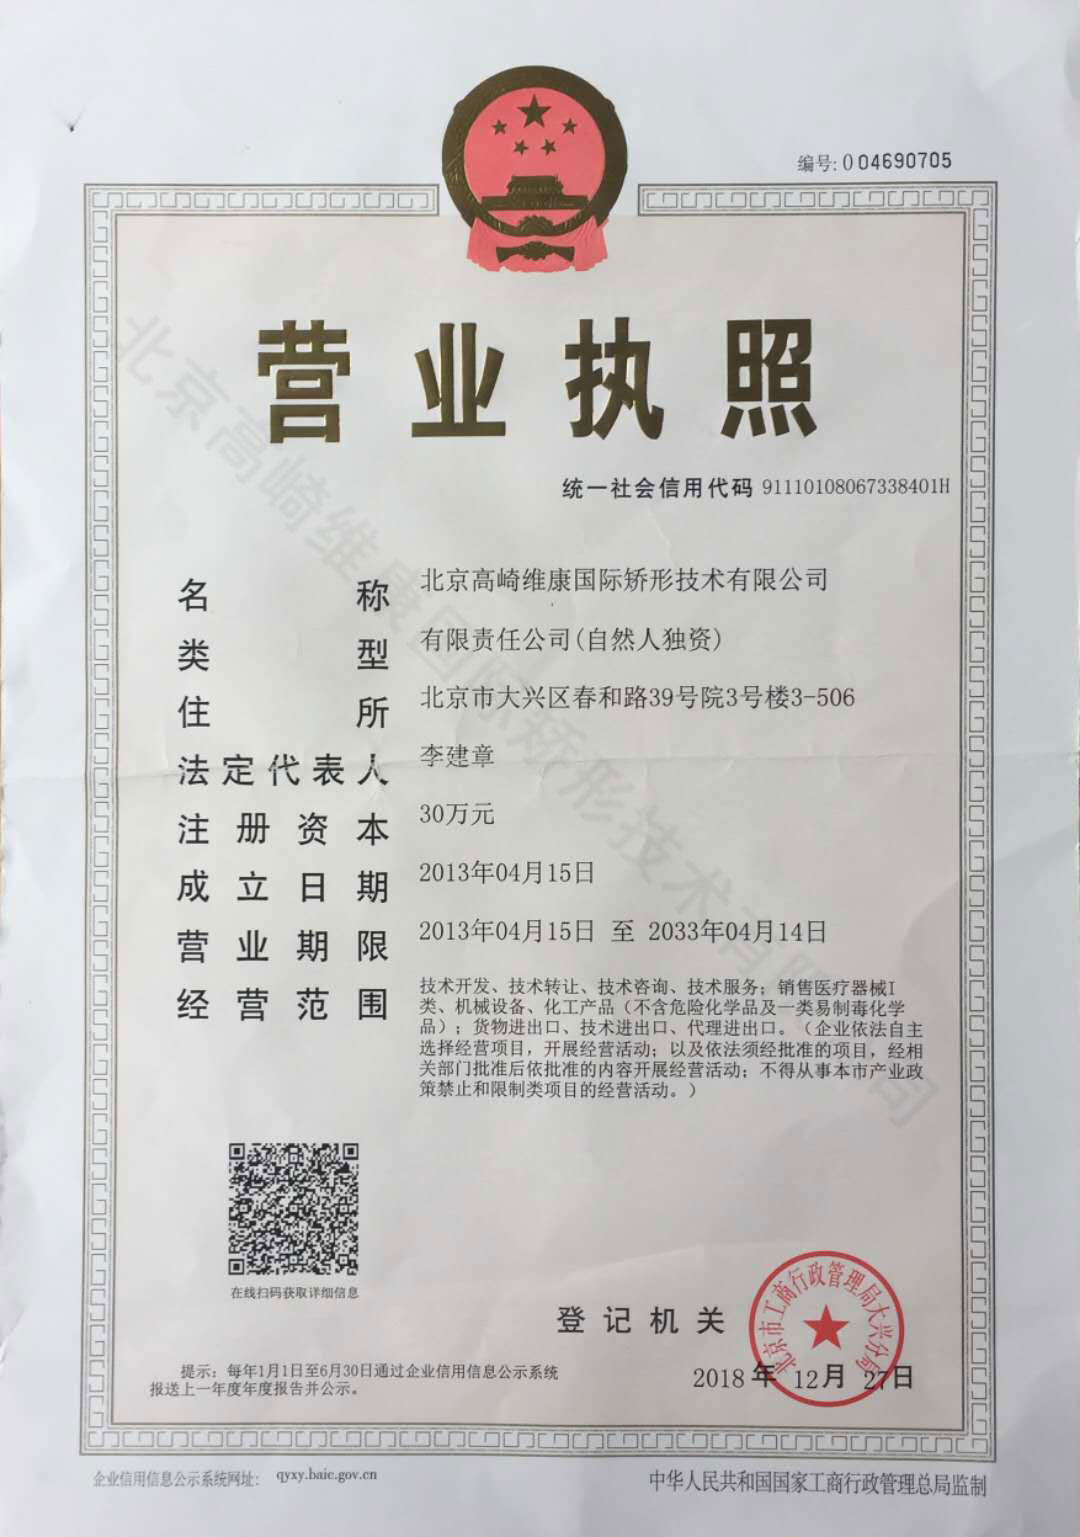 编号:0 04690705
营业执照
统一社会信用代码 91110108067338401H
名称 北京高崎维康国际矫形技术有限公司
类型 有限责任公司(自然人独资)
住所 北京市大兴区春和路39号院3号楼3-506
法定代表人 李建章
注册资本 30万元
成立日期 2013年04月15日
营业期限 2013年04月15日 至 2033年04月14日
经营范围 技术开发、技术转让、技术咨询、技术服务；销售医疗器械I
类、机械设备、化工产品（不含危险化学品及一类易制毒化学
品）；货物进出口、技术进出口、代理进出口。（企业依法自主
选择经营项目，开展经营活动；以及依法须经批准的项目，经相
关部门批准后依批准的内容开展经营活动；不得从事本市产业政
策禁止和限制类项目的经营活动。）
北京高崎维康国际矫形技术有限公司
在线扫码获取详细信息
登记机关
北京市工商行政管理局大兴分局
2018年12月27日
提示：每年1月1日至6月30日通过企业信用信息公示系统
报送上一年度年度报告并公示。
企业信用信息公示系统网址： qyxy.baic.gov.cn
中华人民共和国国家工商行政管理总局监制